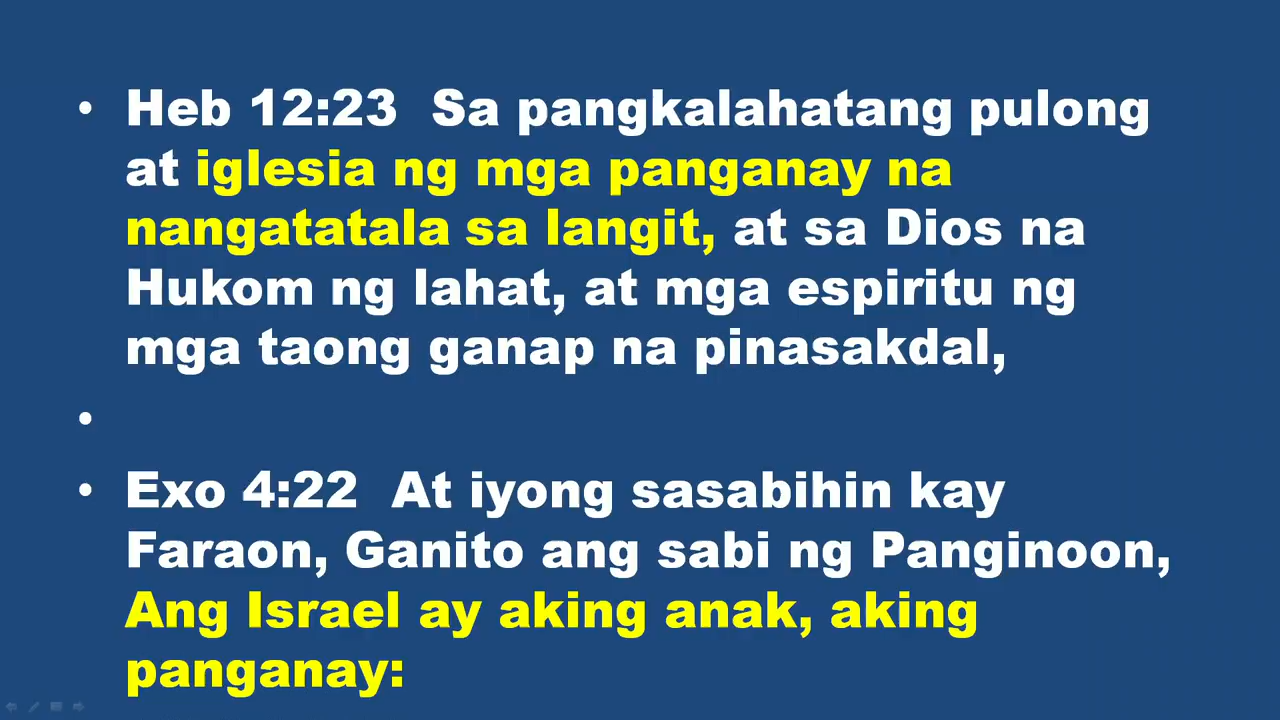 • Heb 12:23  Sa pangkalahatang pulong
at iglesia ng mga panganay na
nangatatala sa langit, at sa Dios na
Hukom ng lahat, at mga espiritu ng
mga taong ganap na pinasakdal,
•
• Exo 4:22  At iyong sasabihin kay
Faraon, Ganito ang sabi ng Panginoon,
Ang Israel ay aking anak, aking
panganay: